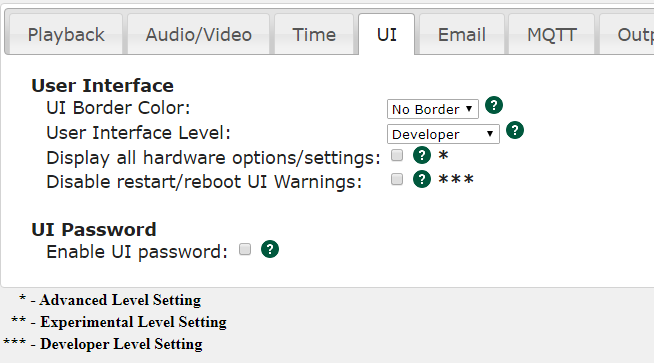 Playback Audio/Video Time UI Email MQTT Outp
User Interface
UI Border Color: No Border ?
User Interface Level: Developer ?
Display all hardware options/settings: ? *
Disable restart/reboot UI Warnings: ? ***
UI Password
Enable UI password: ?
* - Advanced Level Setting
** - Experimental Level Setting
*** - Developer Level Setting